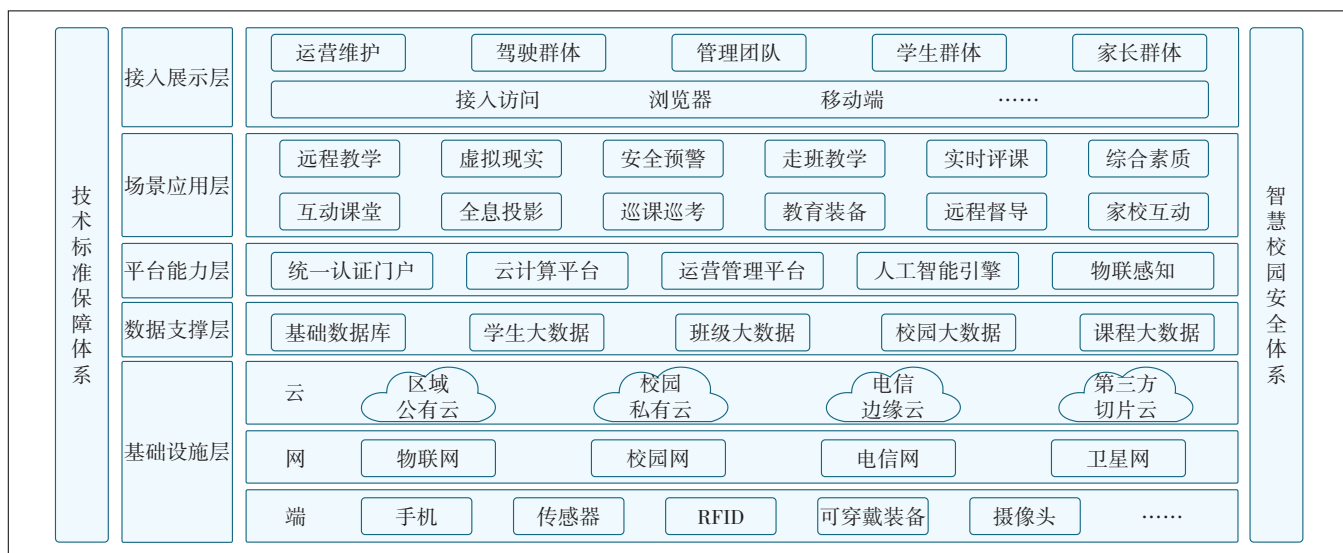 技术标准保障体系
接入展示层
运营维护 驾驶群体 管理团队 学生群体 家长群体
接入访问 浏览器 移动端 ……
场景应用层
远程教学 虚拟现实 安全预警 走班教学 实时评课 综合素质
互动课堂 全息投影 巡课巡考 教育装备 远程督导 家校互动
平台能力层
统一认证门户 云计算平台 运营管理平台 人工智能引擎 物联感知
数据支撑层
基础数据库 学生大数据 班级大数据 校园大数据 课程大数据
基础设施层
云
区域
公有云
校园
私有云
电信
边缘云
第三方
切片云
网 物联网 校园网 电信网 卫星网
端 手机 传感器 RFID 可穿戴装备 摄像头 ……
智慧校园安全体系